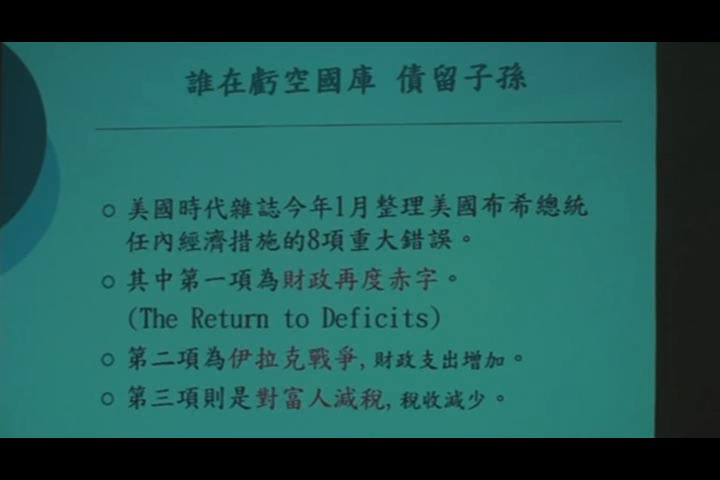 誰在虧空國庫 債留子孫
美國時代雜誌今年1月整理美國布希總統
任內經濟措施的8項重大錯誤。
其中第一項為財政再度赤字。
(The Return to Deficits)
第二項為伊拉克戰爭,財政支出增加。
第三項則是對富人減稅,稅收減少。